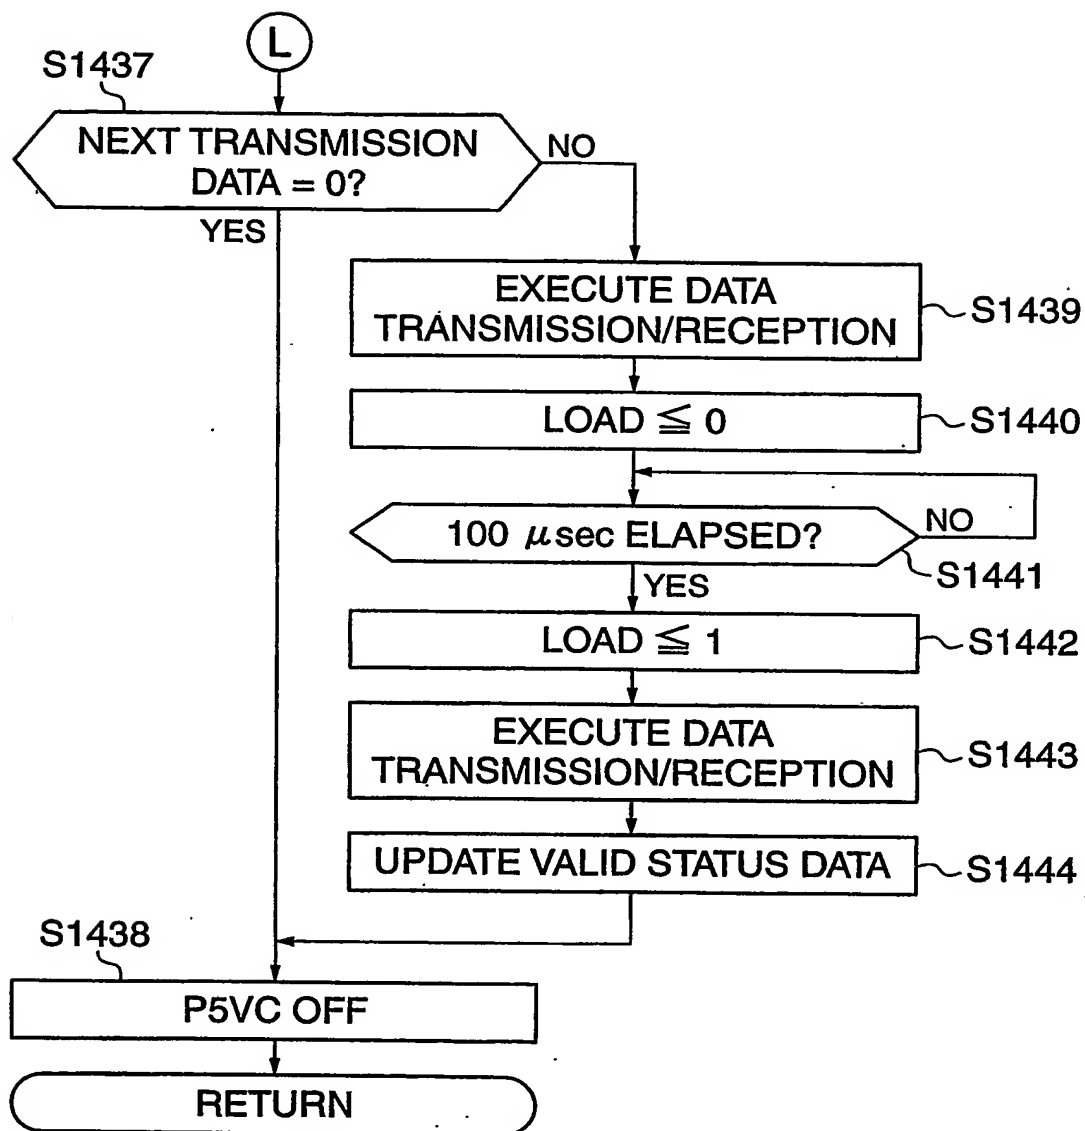 L
S1437
NEXT TRANSMISSION
DATA = 0?
NO
YES
EXECUTE DATA
TRANSMISSION/RECEPTION
S1439
LOAD ≦ 0
S1440
100 μsec ELAPSED?
NO
S1441
YES
LOAD ≦ 1
S1442
EXECUTE DATA
TRANSMISSION/RECEPTION
S1443
UPDATE VALID STATUS DATA
S1444
S1438
P5VC OFF
RETURN